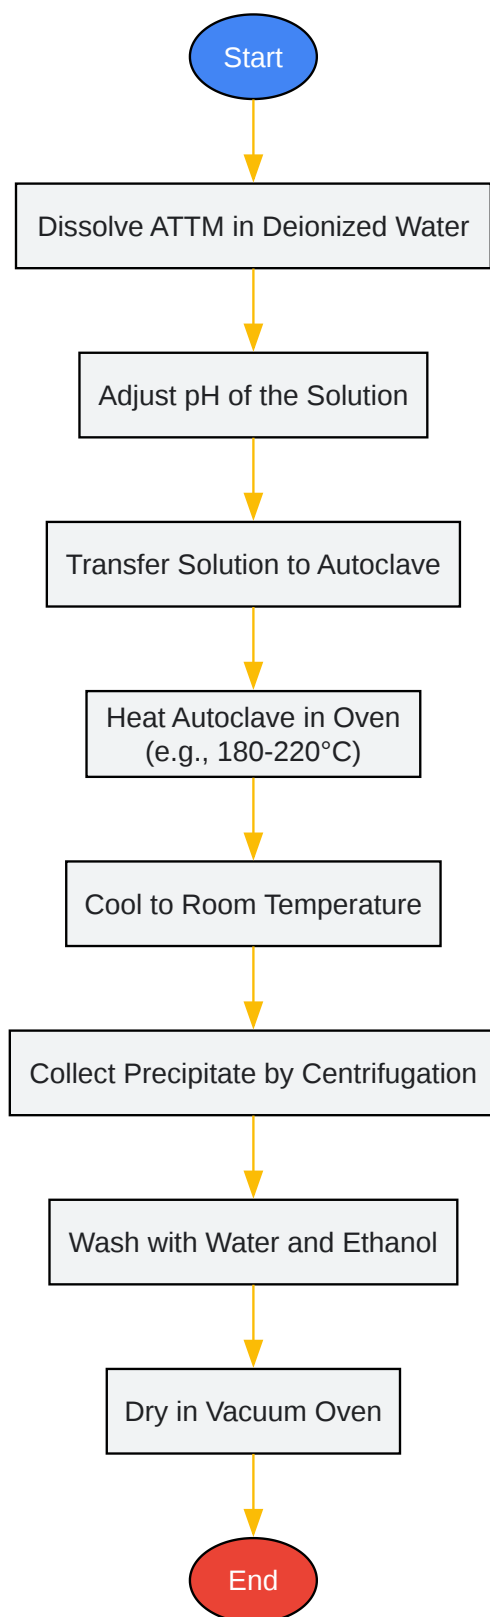 Start
Dissolve ATTM in Deionized Water
Adjust pH of the Solution
Transfer Solution to Autoclave
Heat Autoclave in Oven
(e.g., 180-220°C)
Cool to Room Temperature
Collect Precipitate by Centrifugation
Wash with Water and Ethanol
Dry in Vacuum Oven
End